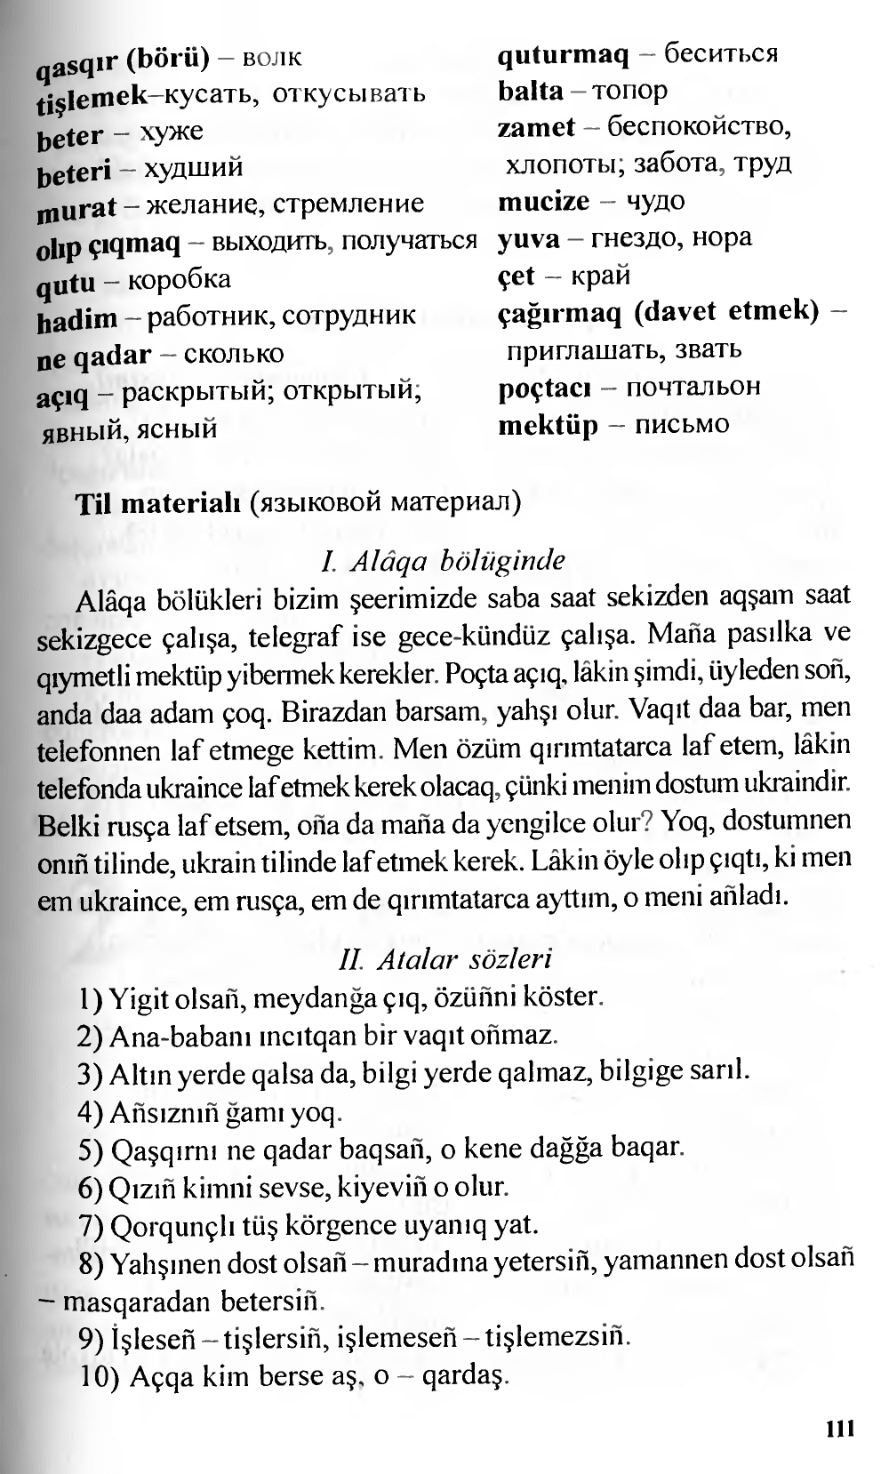 qasqır (börü) – волк
tişlemek–кусать, откусывать
beter – хуже
beteri – худший
murat – желание, стремление
olıp çıqmaq – выходить, получаться
qutu – коробка
hadim – работник, сотрудник
ne qadar – сколько
açıq – раскрытый; открытый;
явный, ясный
quturmaq – беситься
balta – топор
zamet – беспокойство,
хлопоты; забота, труд
mucize – чудо
yuva – гнездо, нора
çet – край
çağırmaq (davet etmek) –
приглашать, звать
poçtacı – почтальон
mektüp – письмо
Til materialı (языковой материал)
I. Alâqa bölüginde
Alâqa bölükleri bizim şeerimizde saba saat sekizden aqşam saat
sekizgece çalışa, telegraf ise gece-kündüz çalışa. Maña pasılka ve
qıymetli mektüp yibermek kerekler. Poçta açıq, lâkin şimdi, üyleden soñ,
anda daa adam çoq. Birazdan barsam, yahşı olur. Vaqıt daa bar, men
telefonnen laf etmege kettim. Men özüm qırımtatarca laf etem, lâkin
telefonda ukraince laf etmek kerek olacaq, çünki menim dostum ukraindir.
Belki rusça laf etsem, oña da maña da yengilce olur? Yoq, dostumnen
onıñ tilinde, ukrain tilinde laf etmek kerek. Lâkin öyle olıp çıqtı, ki men
em ukraince, em rusça, em de qırımtatarca ayttım, o meni añladı.
II. Atalar sözleri
1) Yigit olsañ, meydanğa çıq, özüñni köster.
2) Ana-babanı ıncıtqan bir vaqıt oñmaz.
3) Altın yerde qalsa da, bilgi yerde qalmaz, bilgige sarıl.
4) Añsıznıñ ğamı yoq.
5) Qaşqırnı ne qadar baqsañ, o kene dağğa baqar.
6) Qızıñ kimni sevse, kiyeviñ o olur.
7) Qorqunçlı tüş körgence uyanıq yat.
8) Yahşınen dost olsañ – muradına yetersiñ, yamannen dost olsañ
– masqaradan betersiñ.
9) İşleseñ – tişlersiñ, işlemeseñ – tişlemezsiñ.
10) Açqa kim berse aş, o – qardaş.
111